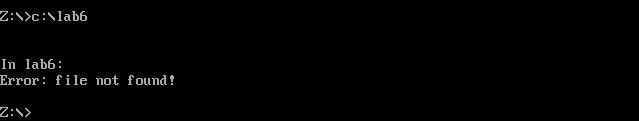 Z:\>c:\lab6
In lab6:
Error: file not found!
Z:\>